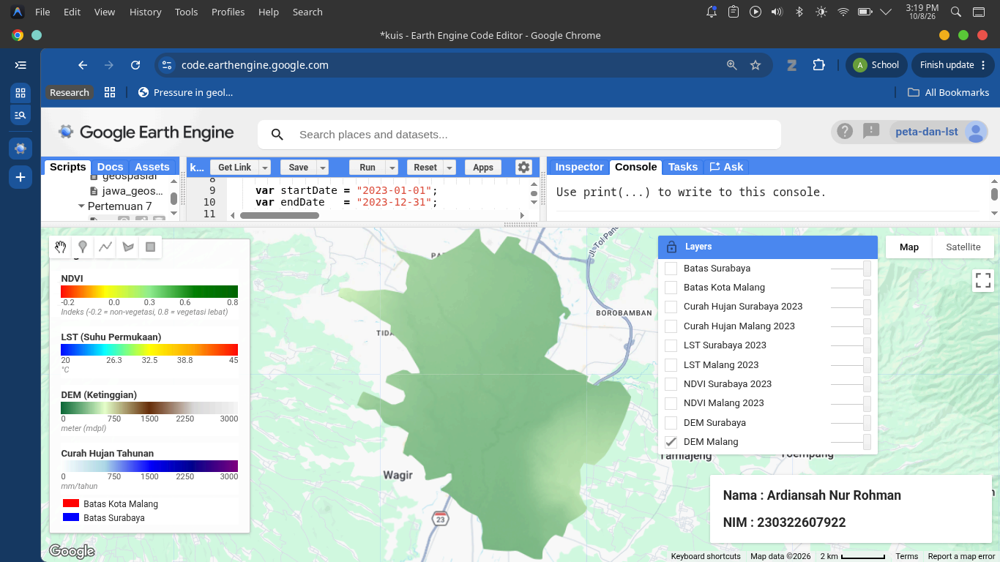 File Edit View History Tools Profiles Help Search
3:19 PM
10/8/26
*kuis - Earth Engine Code Editor - Google Chrome
code.earthengine.google.com
A School
Finish update
Research
Pressure in geol...
All Bookmarks
Google Earth Engine
Search places and datasets...
peta-dan-lst
Scripts Docs Assets
k... Get Link Save Run Reset Apps
Inspector Console Tasks Ask
geospasial
jawa_geos...
Pertemuan 7
8
9 var startDate = "2023-01-01";
10 var endDate = "2023-12-31";
11
Use print(...) to write to this console.
NDVI
-0.2 0.0 0.3 0.6 0.8
Indeks (-0.2 = non-vegetasi, 0.8 = vegetasi lebat)
LST (Suhu Permukaan)
20 26.3 32.5 38.8 45
°C
DEM (Ketinggian)
0 750 1500 2250 3000
meter (mdpl)
Curah Hujan Tahunan
0 750 1500 2250 3000
mm/tahun
Batas Kota Malang
Batas Surabaya
BOROBAMBAN
Wagir
23
Layers
Batas Surabaya
Batas Kota Malang
Curah Hujan Surabaya 2023
Curah Hujan Malang 2023
LST Surabaya 2023
LST Malang 2023
NDVI Surabaya 2023
NDVI Malang 2023
DEM Surabaya
DEM Malang
Map Satellite
Nama : Ardiansah Nur Rohman
NIM : 230322607922
Google
Keyboard shortcuts Map data ©2026 2 km Terms Report a map error